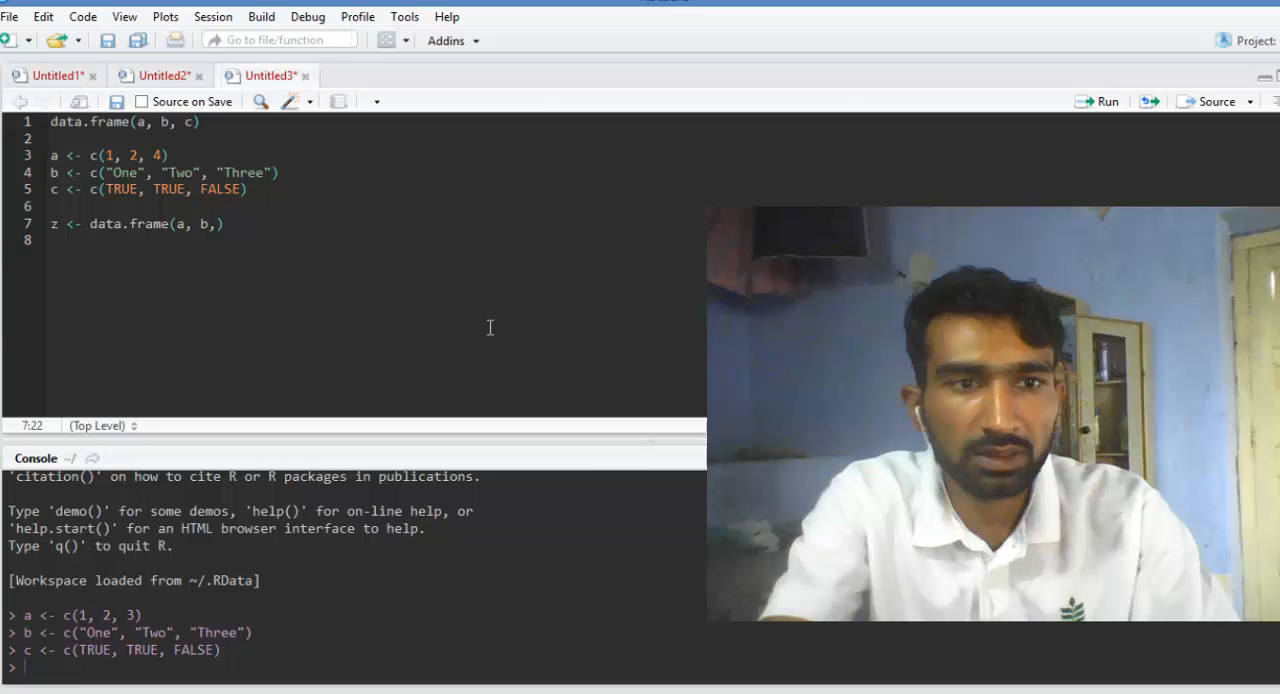 File Edit Code View Plots Session Build Debug Profile Tools Help
Go to file/function Addins Project:
Untitled1* Untitled2* Untitled3*
Source on Save Run Source
1 data.frame(a, b, c)
2
3 a <- c(1, 2, 4)
4 b <- c("One", "Two", "Three")
5 c <- c(TRUE, TRUE, FALSE)
6
7 z <- data.frame(a, b,)
8
7:22 (Top Level)
Console ~/
'citation()' on how to cite R or R packages in publications.
Type 'demo()' for some demos, 'help()' for on-line help, or
'help.start()' for an HTML browser interface to help.
Type 'q()' to quit R.
[Workspace loaded from ~/.RData]
> a <- c(1, 2, 3)
> b <- c("One", "Two", "Three")
> c <- c(TRUE, TRUE, FALSE)
>